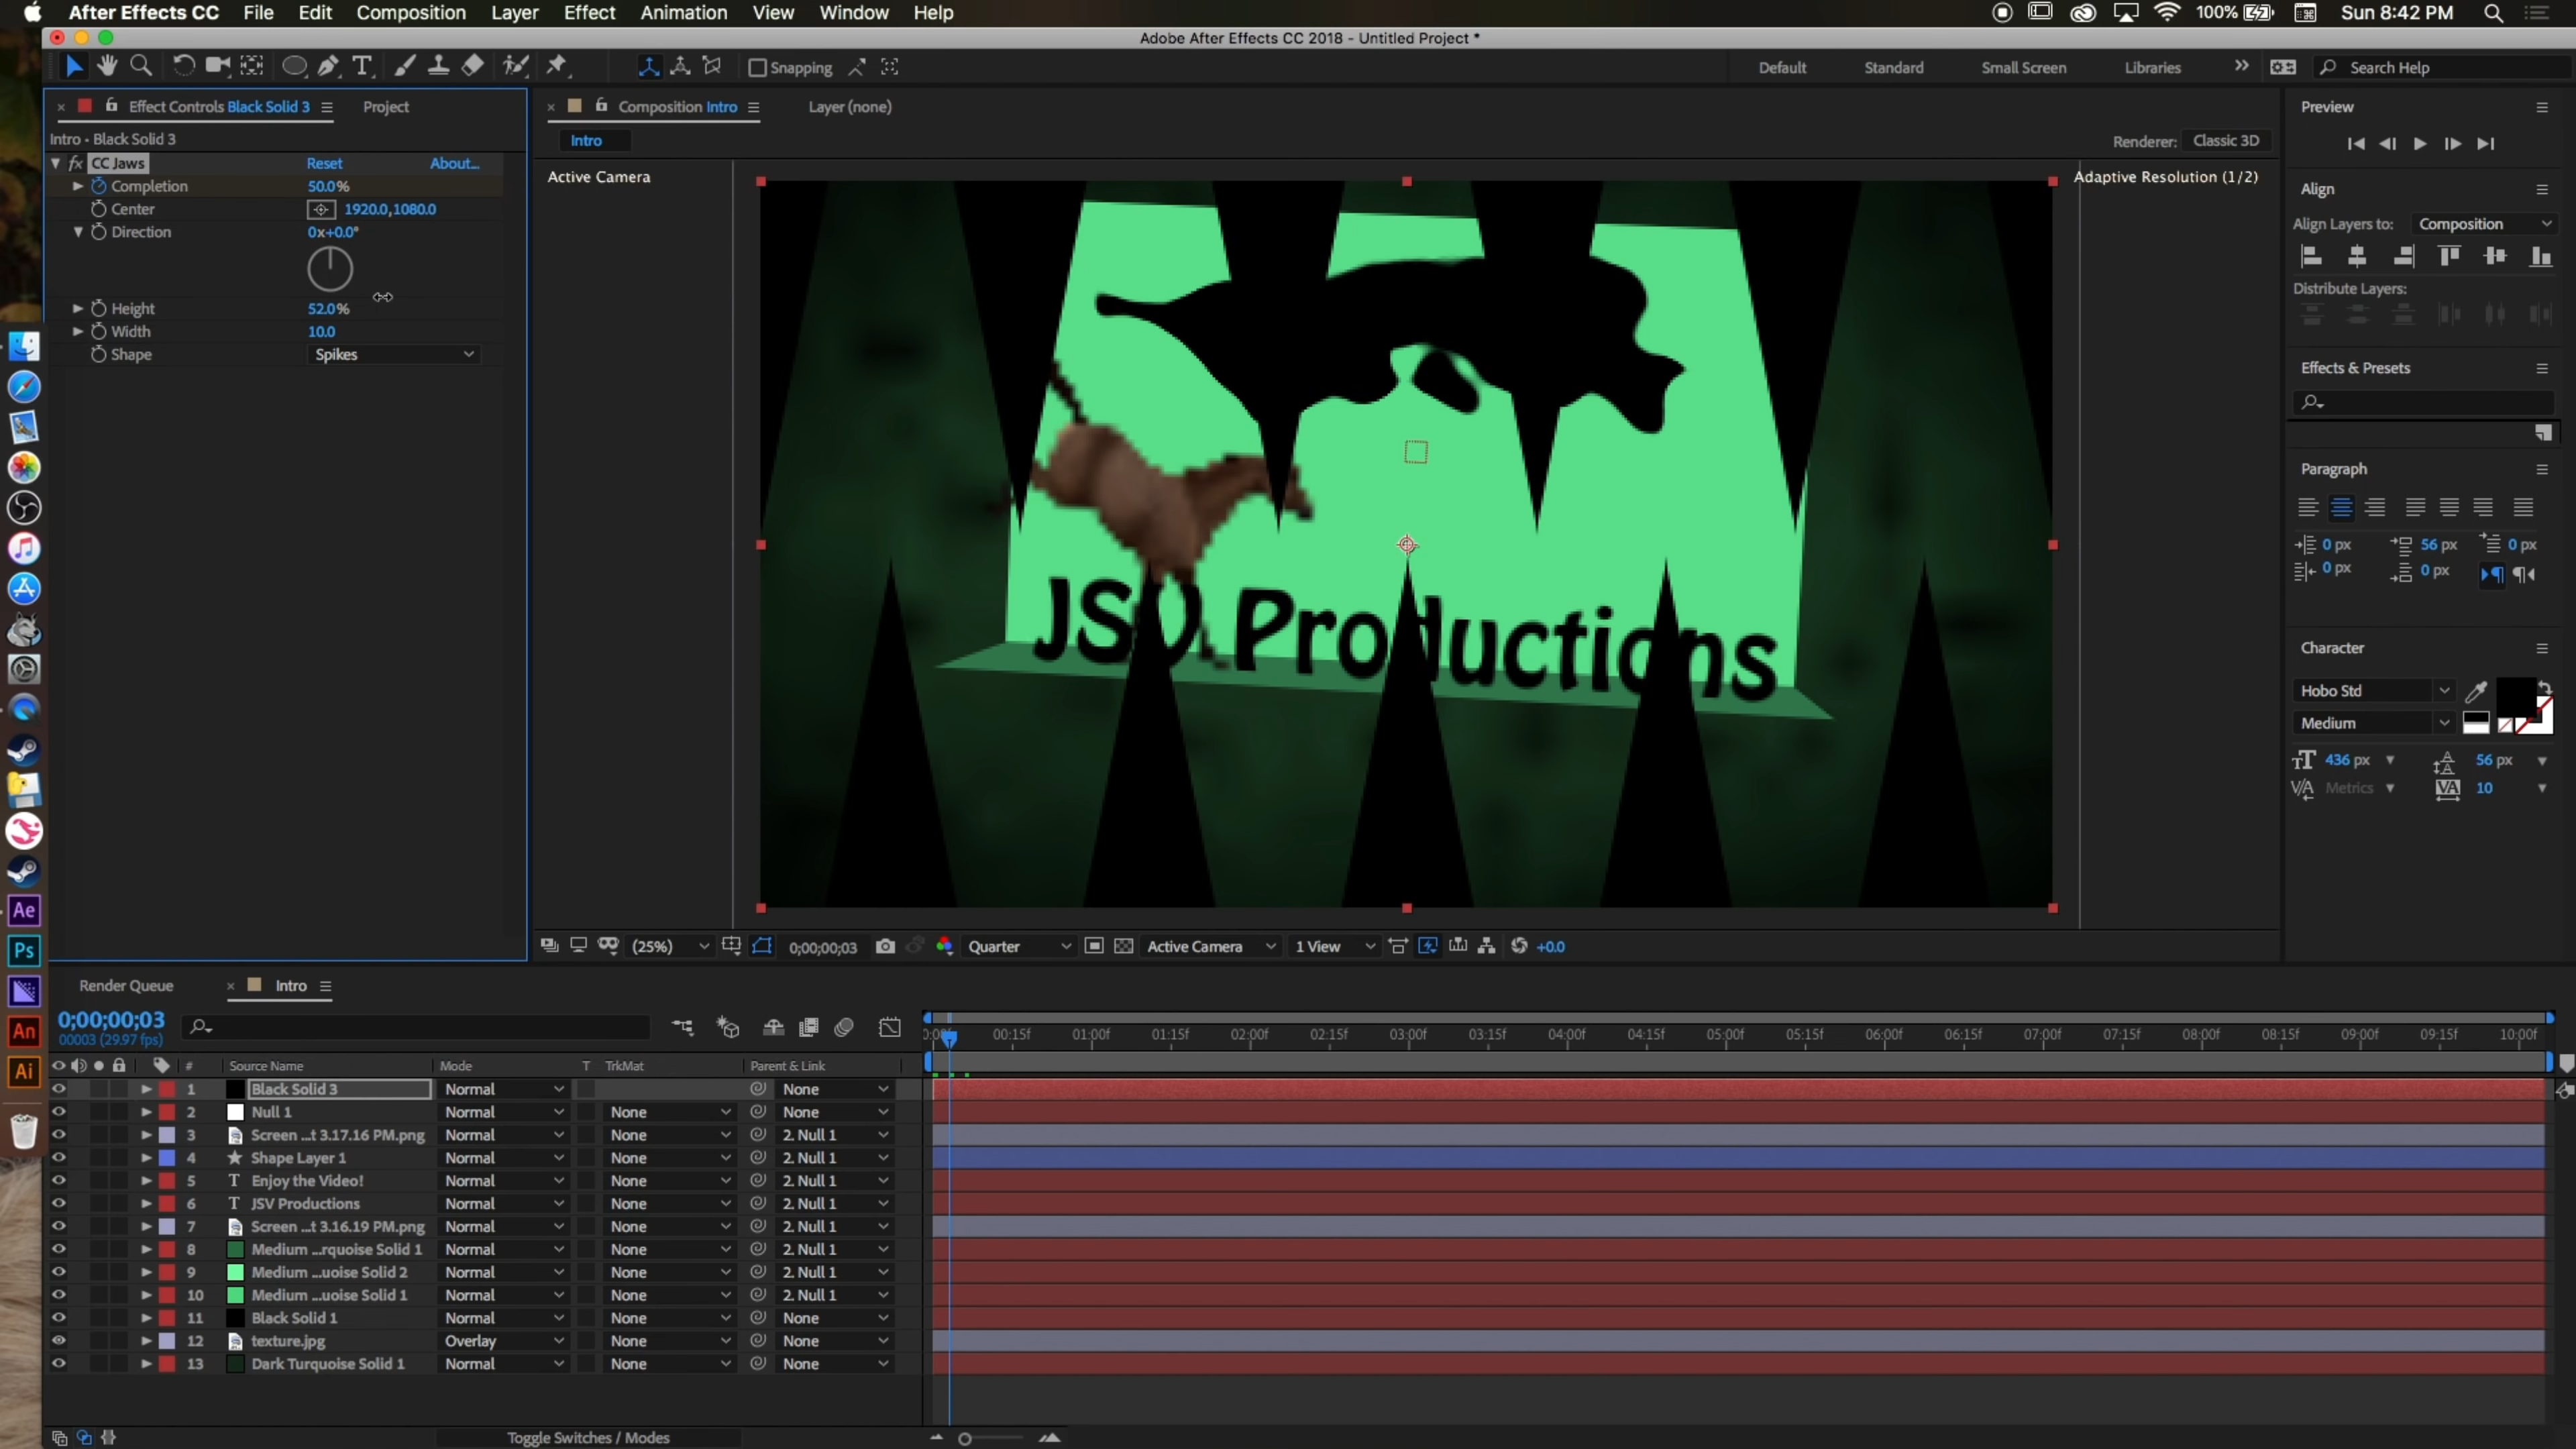 After Effects CC File Edit Composition Layer Effect Animation View Window Help 100% Sun 8:42 PM
Adobe After Effects CC 2018 - Untitled Project *
Snapping Default Standard Small Screen Libraries Search Help
Effect Controls Black Solid 3 Project
Composition Intro Layer (none)
Preview
Intro • Black Solid 3
Intro
Renderer: Classic 3D
fx CC Jaws Reset About...
Completion 50.0%
Center 1920.0,1080.0
Direction 0x+0.0°
Height 52.0%
Width 10.0
Shape Spikes
Active Camera
Adaptive Resolution (1/2)
JSV Productions
Align
Align Layers to: Composition
Distribute Layers:
Effects & Presets
Paragraph
0 px 56 px 0 px
0 px 0 px
Character
Hobo Std
Medium
436 px 56 px
Metrics 10
(25%) 0;00;00;03 Quarter Active Camera 1 View +0.0
Render Queue Intro
0;00;00;03
00003 (29.97 fps)
00:15f 01:00f 01:15f 02:00f 02:15f 03:00f 03:15f 04:00f 04:15f 05:00f 05:15f 06:00f 06:15f 07:00f 07:15f 08:00f 08:15f 09:00f 09:15f 10:00f
# Source Name Mode T TrkMat Parent & Link
1 Black Solid 3 Normal None
2 Null 1 Normal None None
3 Screen ...t 3.17.16 PM.png Normal None 2. Null 1
4 Shape Layer 1 Normal None 2. Null 1
5 T Enjoy the Video! Normal None 2. Null 1
6 T JSV Productions Normal None 2. Null 1
7 Screen ...t 3.16.19 PM.png Normal None 2. Null 1
8 Medium ...rquoise Solid 1 Normal None 2. Null 1
9 Medium ...uoise Solid 2 Normal None 2. Null 1
10 Medium ...uoise Solid 1 Normal None 2. Null 1
11 Black Solid 1 Normal None None
12 texture.jpg Overlay None None
13 Dark Turquoise Solid 1 Normal None None
Toggle Switches / Modes
Ae
Ps
An
Ai